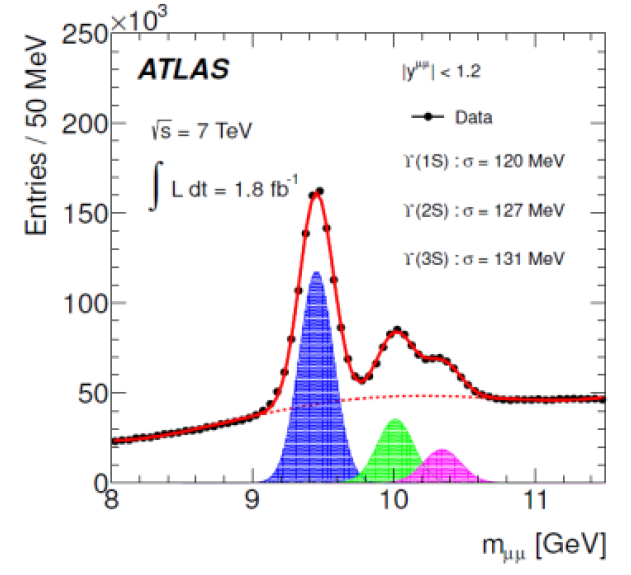 ×10³
250
200
150
100
50
0
Entries / 50 MeV
ATLAS
|y^μμ| < 1.2
Data
√s = 7 TeV
∫ L dt = 1.8 fb⁻¹
ϒ(1S) : σ = 120 MeV
ϒ(2S) : σ = 127 MeV
ϒ(3S) : σ = 131 MeV
8 9 10 11
m_μμ [GeV]